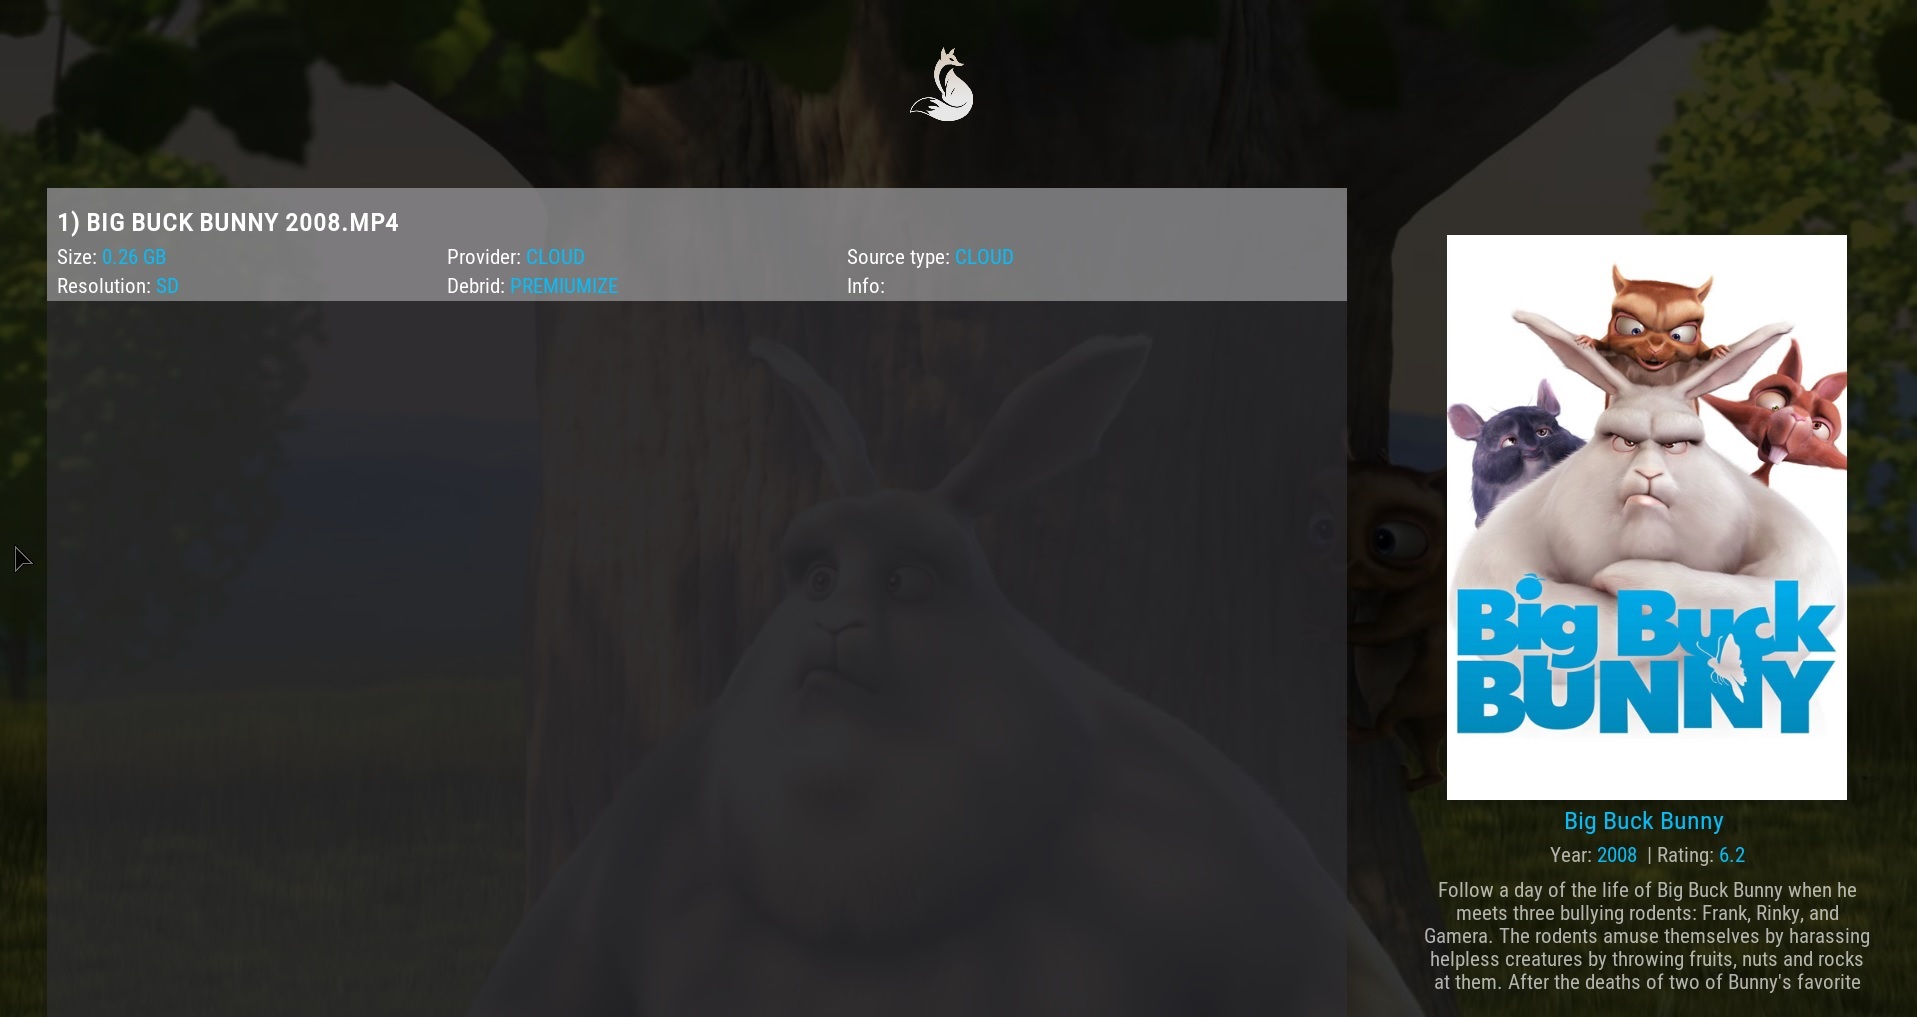 1) BIG BUCK BUNNY 2008.MP4
Size: 0.26 GB Provider: CLOUD Source type: CLOUD
Resolution: SD Debrid: PREMIUMIZE Info:
Big Buck
BUNNY
Big Buck Bunny
Year: 2008 | Rating: 6.2
Follow a day of the life of Big Buck Bunny when he
meets three bullying rodents: Frank, Rinky, and
Gamera. The rodents amuse themselves by harassing
helpless creatures by throwing fruits, nuts and rocks
at them. After the deaths of two of Bunny's favorite